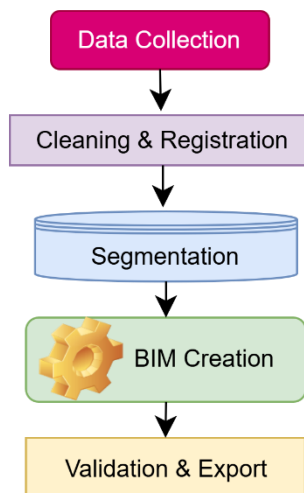 Data Collection
Cleaning & Registration
Segmentation
BIM Creation
Validation & Export